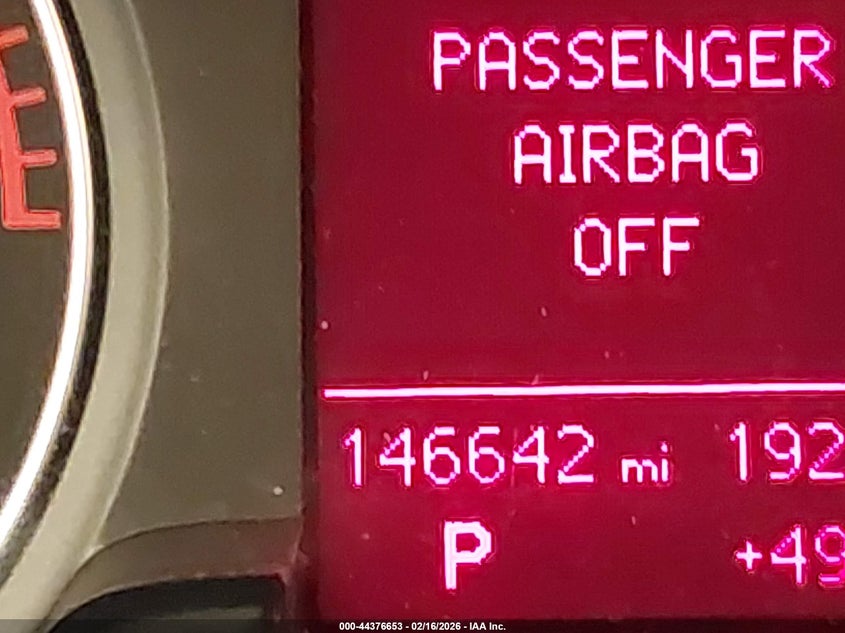 PASSENGER
AIRBAG
OFF
146642 mi 192
P +49
000-44376653 - 02/16/2026 - IAA Inc.